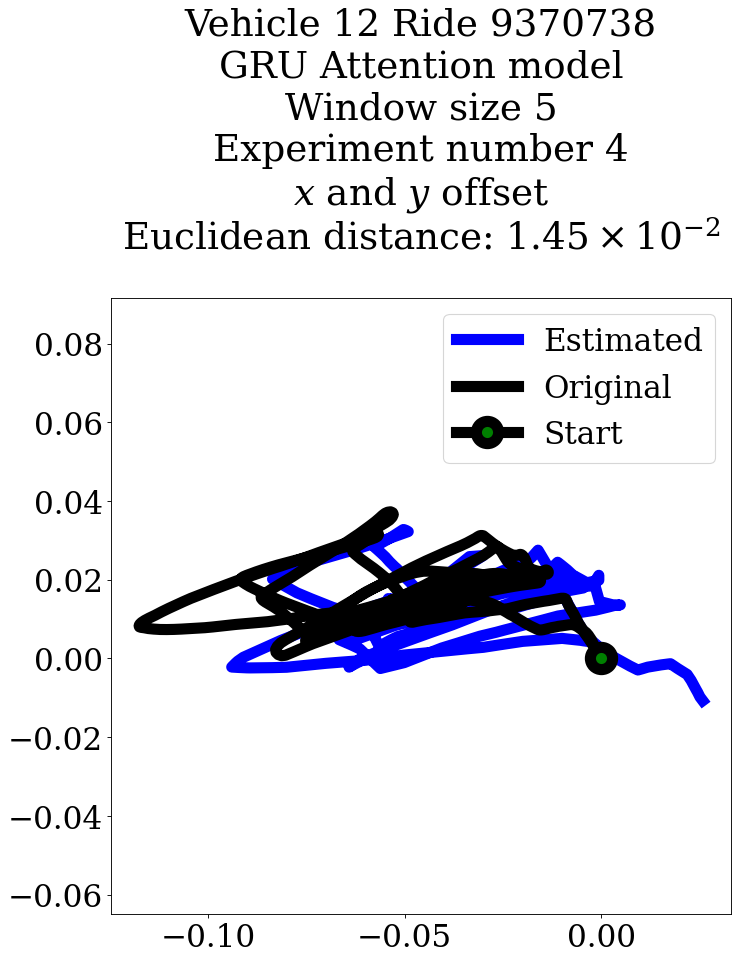 Vehicle 12 Ride 9370738
GRU Attention model
Window size 5
Experiment number 4
x and y offset
Euclidean distance: 1.45 × 10⁻²
Estimated
Original
Start
0.08
0.06
0.04
0.02
0.00
−0.02
−0.04
−0.06
−0.10
−0.05
0.00